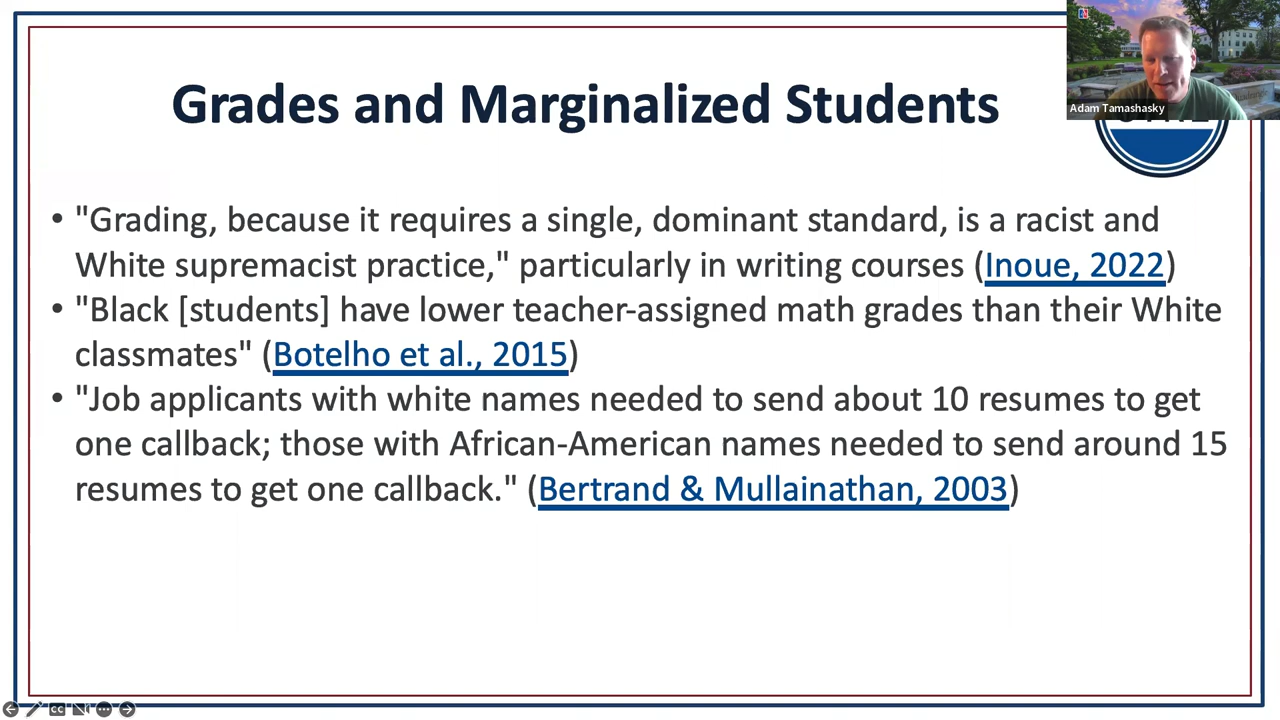 Adam Tamashasky
Grades and Marginalized Students
• "Grading, because it requires a single, dominant standard, is a racist and
White supremacist practice," particularly in writing courses (Inoue, 2022)
• "Black [students] have lower teacher-assigned math grades than their White
classmates" (Botelho et al., 2015)
• "Job applicants with white names needed to send about 10 resumes to get
one callback; those with African-American names needed to send around 15
resumes to get one callback." (Bertrand & Mullainathan, 2003)
CC